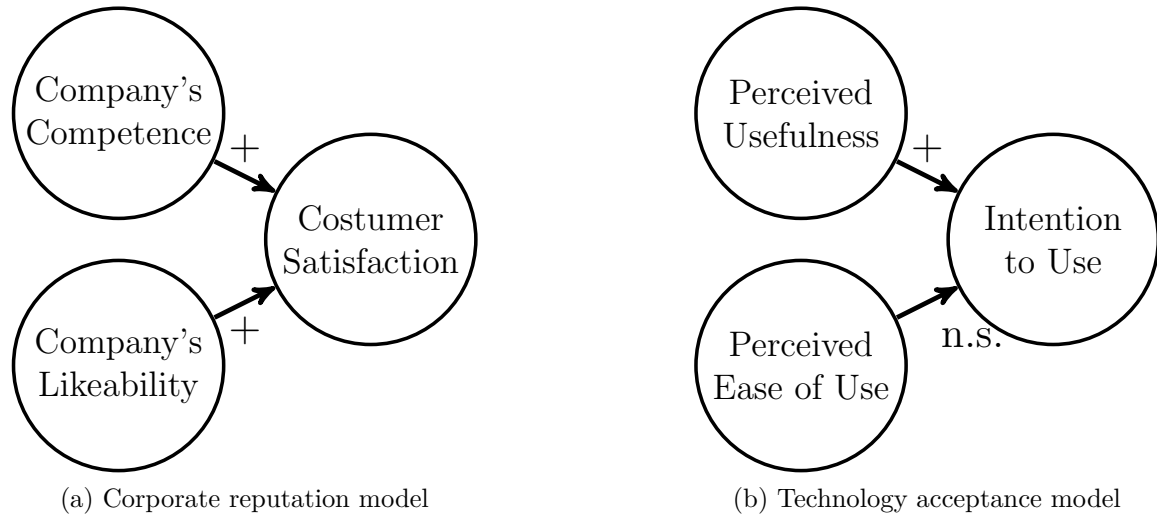 Company's
Competence
+
Costumer
Satisfaction
+
Company's
Likeability
(a) Corporate reputation model
Perceived
Usefulness
+
Intention
to Use
n.s.
Perceived
Ease of Use
(b) Technology acceptance model